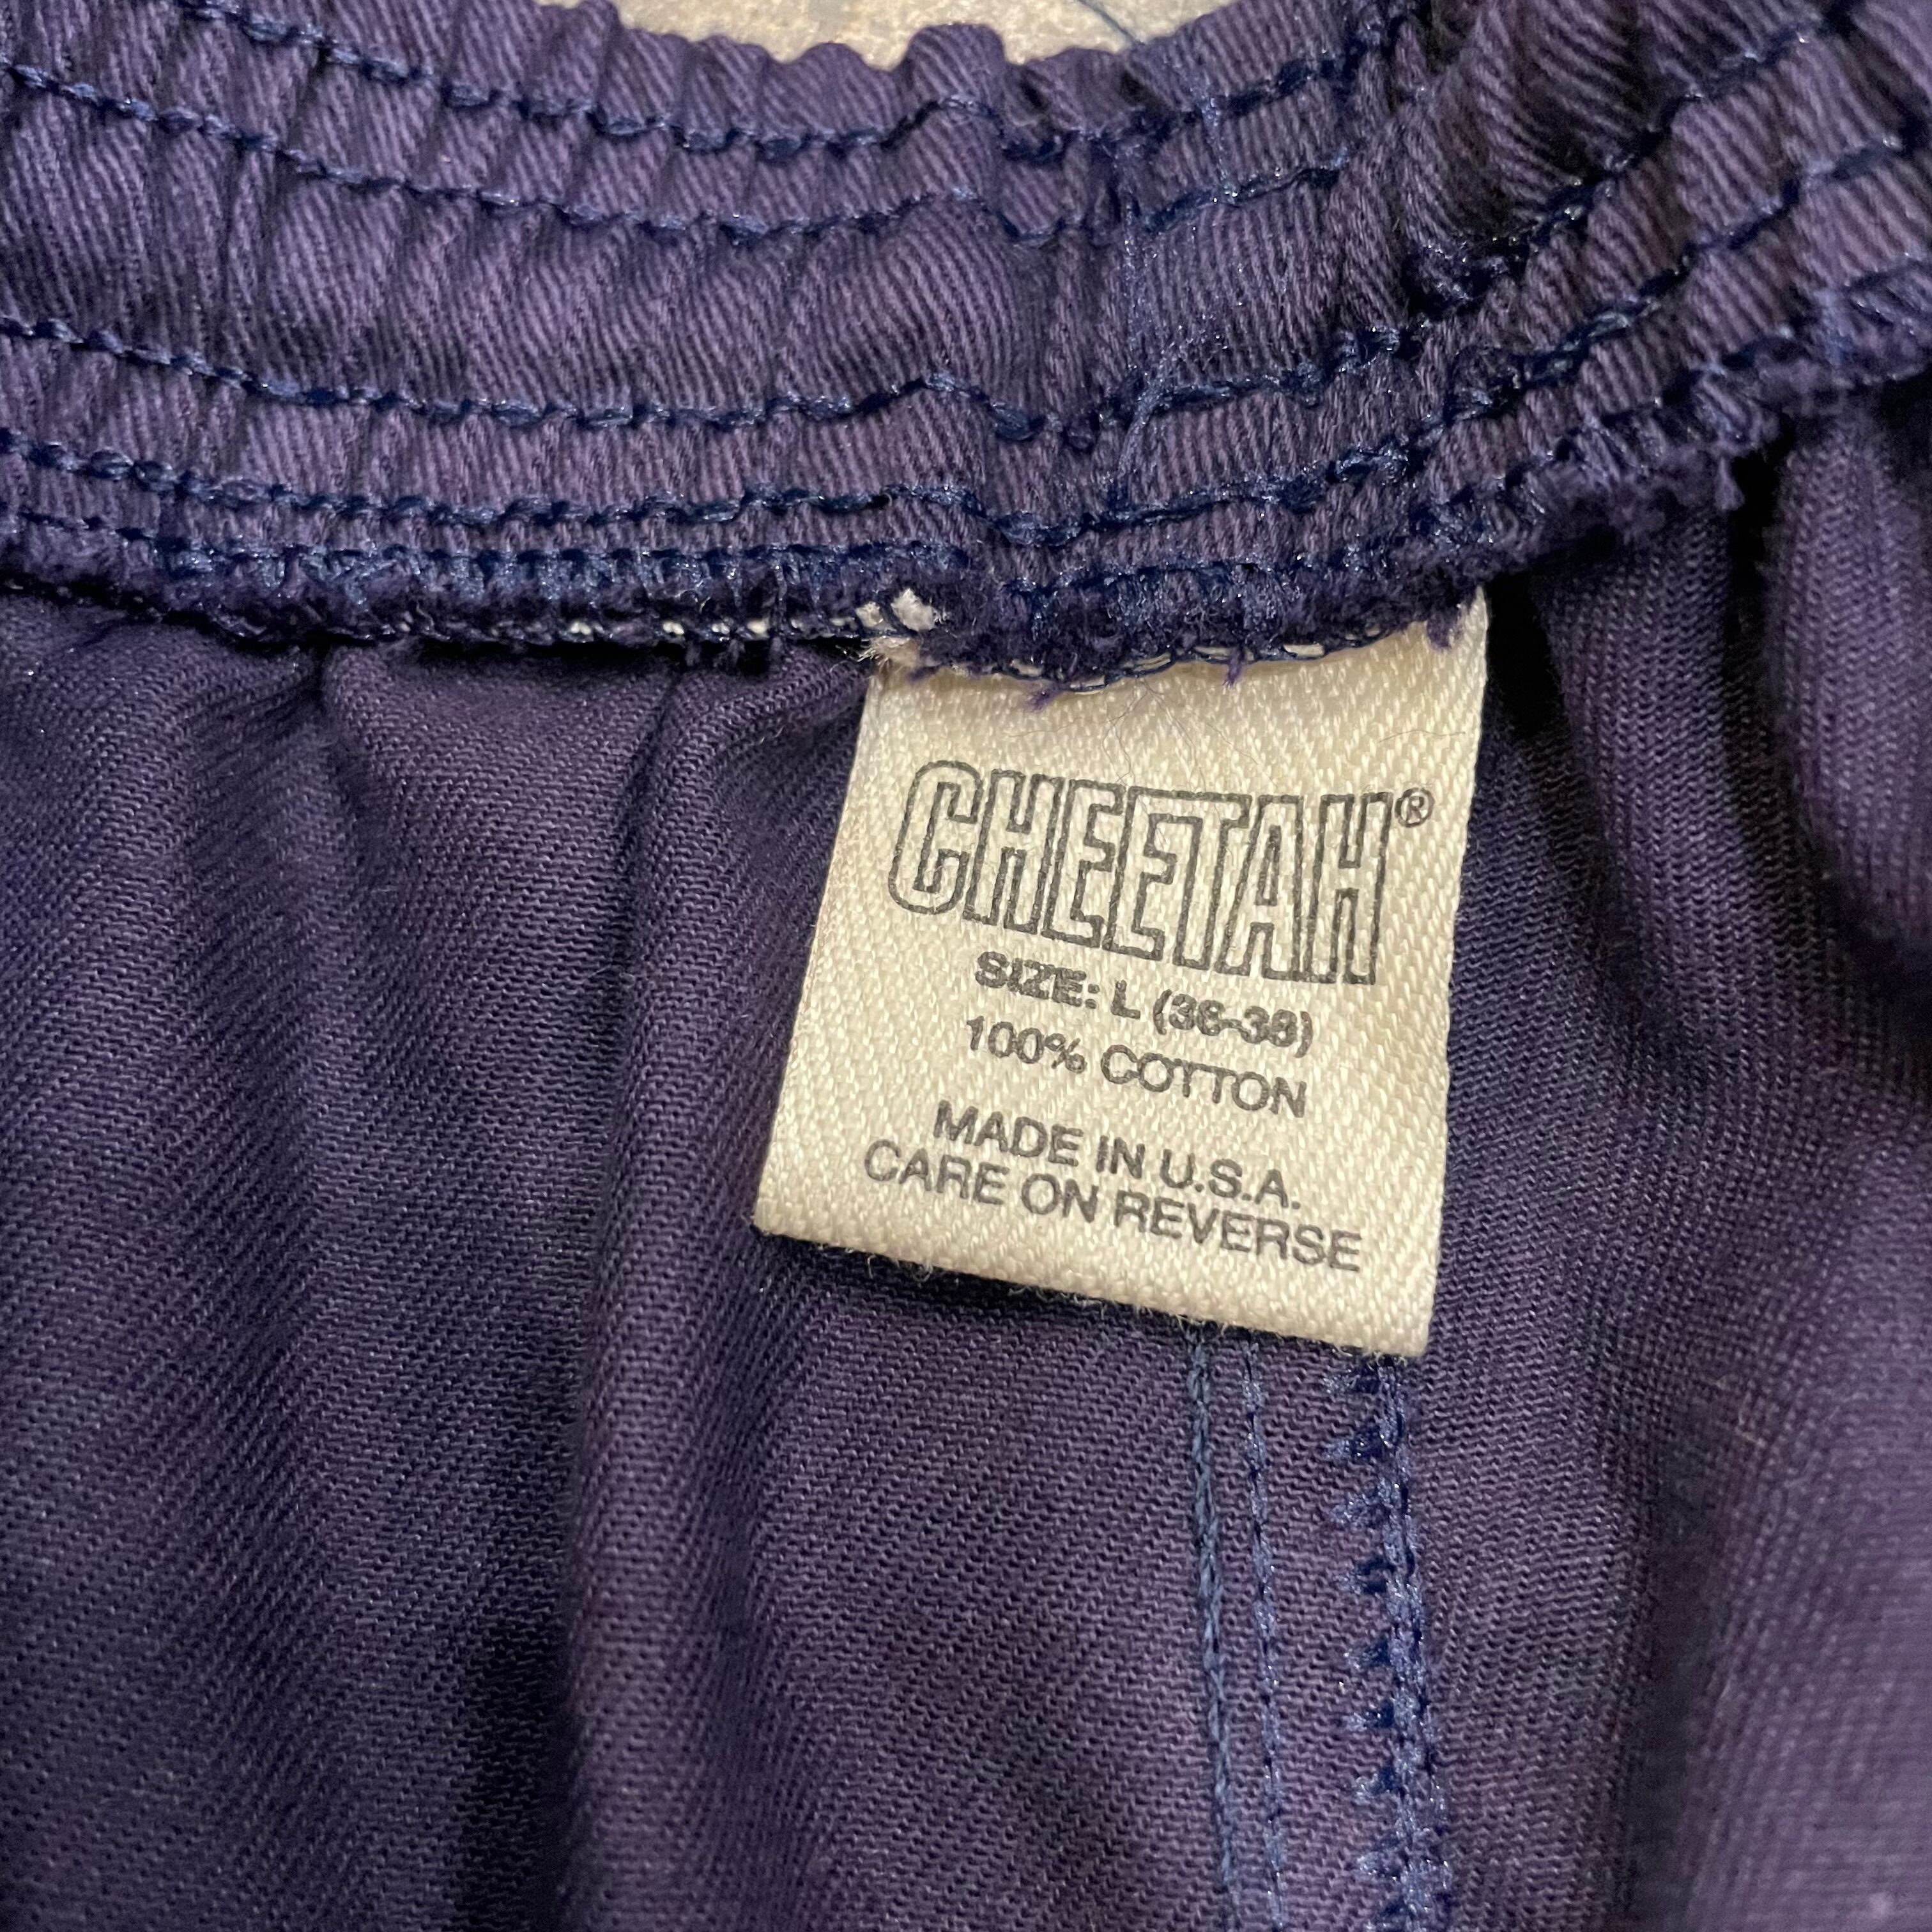 CHEETAH®
SIZE: L (36-38)
100% COTTON
MADE IN U.S.A.
CARE ON REVERSE